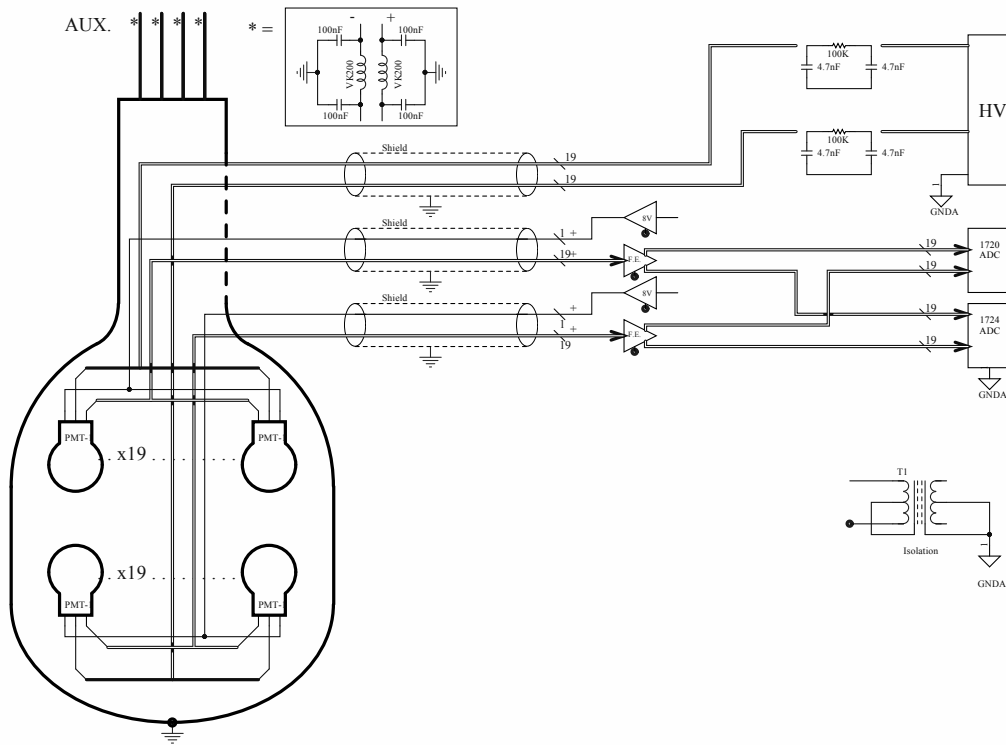 AUX. * * * * * =
- +
100nF 100nF
VK200 VK200
100nF 100nF
100K
4.7nF 4.7nF
HV
100K
4.7nF 4.7nF
Shield
19
19
1
GNDA
Shield
8V
1 +
19 +
F.E.
19
19
1720
ADC
Shield
8V
+
1 +
19
F.E.
19
19
1724
ADC
GNDA
PMT- PMT-
x19
x19
PMT- PMT-
T1
Isolation
1
GNDA